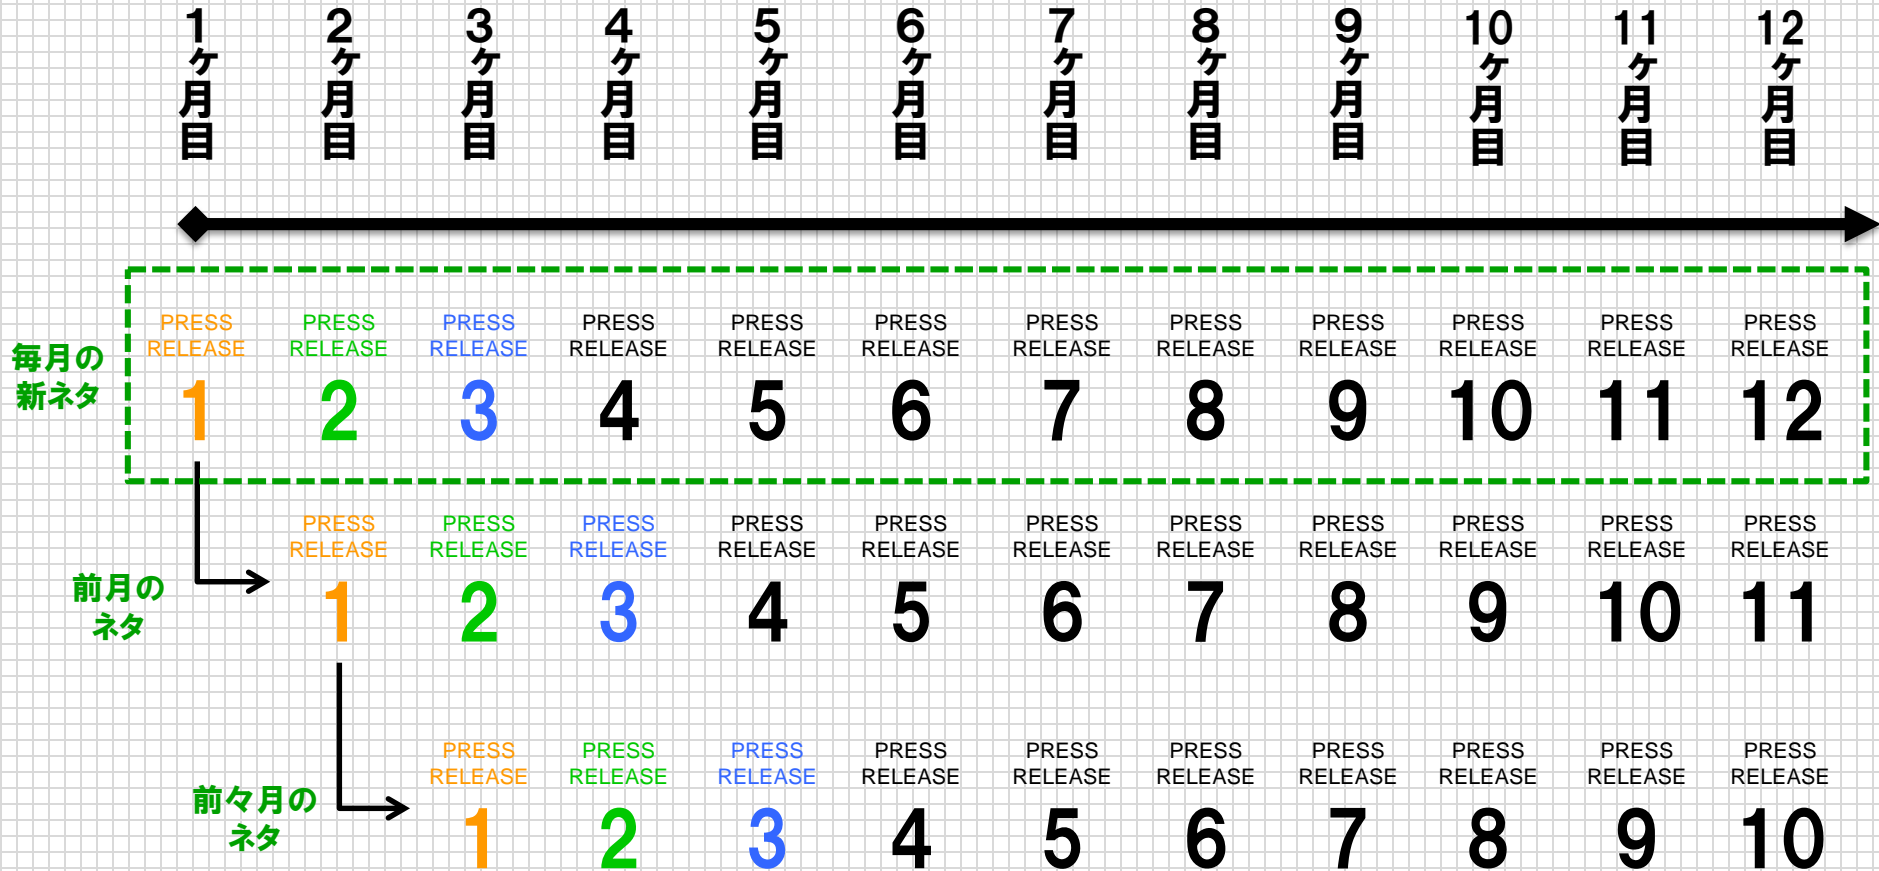 1ヶ月目
2ヶ月目
3ヶ月目
4ヶ月目
5ヶ月目
6ヶ月目
7ヶ月目
8ヶ月目
9ヶ月目
10ヶ月目
11ヶ月目
12ヶ月目
毎月の
新ネタ
PRESS
RELEASE
1
PRESS
RELEASE
2
PRESS
RELEASE
3
PRESS
RELEASE
4
PRESS
RELEASE
5
PRESS
RELEASE
6
PRESS
RELEASE
7
PRESS
RELEASE
8
PRESS
RELEASE
9
PRESS
RELEASE
10
PRESS
RELEASE
11
PRESS
RELEASE
12
前月の
ネタ
PRESS
RELEASE
1
PRESS
RELEASE
2
PRESS
RELEASE
3
PRESS
RELEASE
4
PRESS
RELEASE
5
PRESS
RELEASE
6
PRESS
RELEASE
7
PRESS
RELEASE
8
PRESS
RELEASE
9
PRESS
RELEASE
10
PRESS
RELEASE
11
前々月の
ネタ
PRESS
RELEASE
1
PRESS
RELEASE
2
PRESS
RELEASE
3
PRESS
RELEASE
4
PRESS
RELEASE
5
PRESS
RELEASE
6
PRESS
RELEASE
7
PRESS
RELEASE
8
PRESS
RELEASE
9
PRESS
RELEASE
10